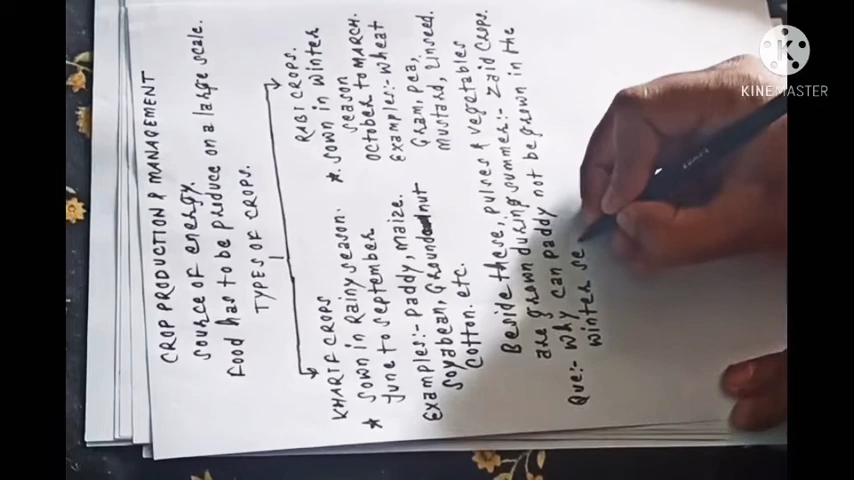 CROP PRODUCTION & MANAGEMENT
source of energy.
Food has to be produce on a large scale.
TYPES OF CROPS.
KHARIF CROPS
★ Sown in Rainy season.
June to september
Examples:- Paddy, maize.
Soyabean, Groundnut
Cotton. etc.
RABI CROPS.
★. Sown in winter
season
October to MARCH.
Examples:- Wheat
Gram, Pea,
mustard, Linseed.
Beside these, pulses & vegetables
are grown during summer:- Zaid Crops.
Que:- Why can paddy not be grown in the
winter se
KINEMASTER